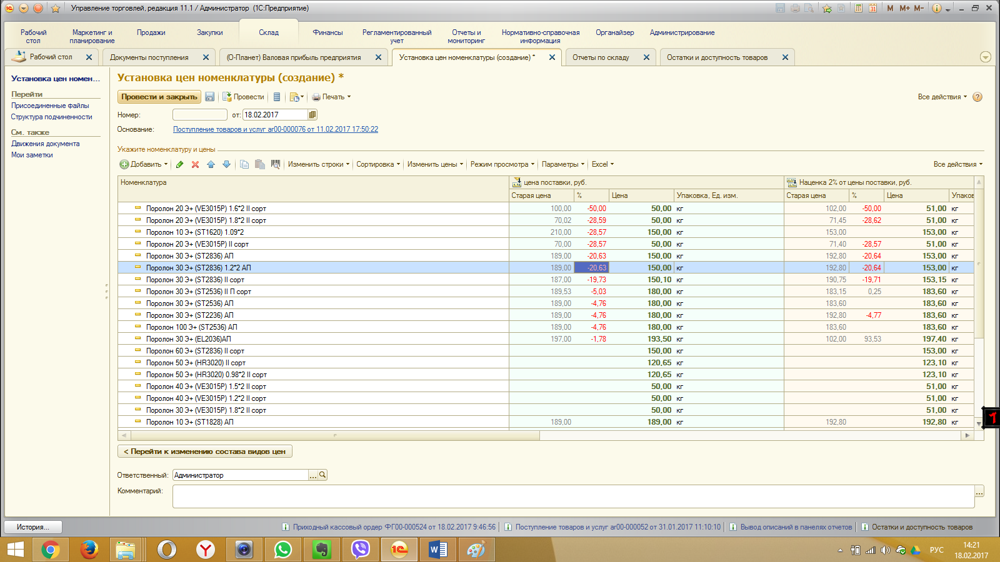 Управление торговлей, редакция 11.1 / Администратор (1С:Предприятие)
M M+ M-
Рабочий стол
Маркетинг и планирование
Продажи
Закупки
Склад
Финансы
Регламентированный учет
Отчеты и мониторинг
Нормативно-справочная информация
Органайзер
Администрирование
Рабочий стол
Документы поступления
(О-Планет) Валовая прибыль предприятия
Установка цен номенклатуры (создание) *
Отчеты по складу
Остатки и доступность товаров
Установка цен номен...
Перейти
Присоединенные файлы
Структура подчиненности
См. также
Движения документа
Мои заметки
Установка цен номенклатуры (создание) *
Провести и закрыть Провести Печать Все действия
Номер: от: 18.02.2017
Основание: Поступление товаров и услуг ar00-000076 от 11.02.2017 17:50:22
Укажите номенклатуру и цены
Добавить Изменить строки Сортировка Изменить цены Режим просмотра Параметры Excel Все действия
Номенклатура цена поставки, руб. Наценка 2% от цены поставки, руб.
Старая цена % Цена Упаковка, Ед. изм. Старая цена % Цена Упаков
Поролон 20 Э+ (VE3015P) 1.6*2 II сорт 100,00 -50,00 50,00 кг 102,00 -50,00 51,00 кг
Поролон 20 Э+ (VE3015P) 1.8*2 II сорт 70,02 -28,59 50,00 кг 71,45 -28,62 51,00 кг
Поролон 10 Э+ (ST1620) 1.09*2 210,00 -28,57 150,00 кг 153,00 153,00 кг
Поролон 20 Э+ (VE3015P) II сорт 70,00 -28,57 50,00 кг 71,40 -28,57 51,00 кг
Поролон 30 Э+ (ST2836) АП 189,00 -20,63 150,00 кг 192,80 -20,64 153,00 кг
Поролон 30 Э+ (ST2836) 1.2*2 АП 189,00 -20,63 150,00 кг 192,80 -20,64 153,00 кг
Поролон 30 Э+ (ST2836) II сорт 187,00 -19,73 150,10 кг 190,75 -19,71 153,15 кг
Поролон 30 Э+ (ST2536) II П сорт 189,53 -5,03 180,00 кг 183,15 0,25 183,60 кг
Поролон 30 Э+ (ST2536) АП 189,00 -4,76 180,00 кг 183,60 183,60 кг
Поролон 30 Э+ (ST2236) АП 189,00 -4,76 180,00 кг 192,80 -4,77 183,60 кг
Поролон 100 Э+ (ST2536) АП 189,00 -4,76 180,00 кг 183,60 183,60 кг
Поролон 30 Э+ (EL2036)АП 197,00 -1,78 193,50 кг 102,00 93,53 197,40 кг
Поролон 60 Э+ (ST2836) II сорт 150,00 кг 153,00 кг
Поролон 50 Э+ (HR3020) II сорт 120,65 кг 123,10 кг
Поролон 50 Э+ (HR3020) 0.98*2 II сорт 120,65 кг 123,10 кг
Поролон 40 Э+ (VE3015P) 1.5*2 II сорт 50,00 кг 51,00 кг
Поролон 40 Э+ (VE3015P) 1.2*2 II сорт 50,00 кг 51,00 кг
Поролон 30 Э+ (VE3015P) 1.8*2 II сорт 50,00 кг 51,00 кг
Поролон 10 Э+ (ST1828) АП 189,00 189,00 кг 192,80 192,80 кг
1
< Перейти к изменению состава видов цен
Ответственный: Администратор ...
Комментарий: ...
История... Приходный кассовый ордер ФГ00-000524 от 18.02.2017 9:46:56 Поступление товаров и услуг ar00-000052 от 31.01.2017 11:10:10 Вывод описаний в панелях отчетов Остатки и доступность товаров
РУС 14:21
18.02.2017